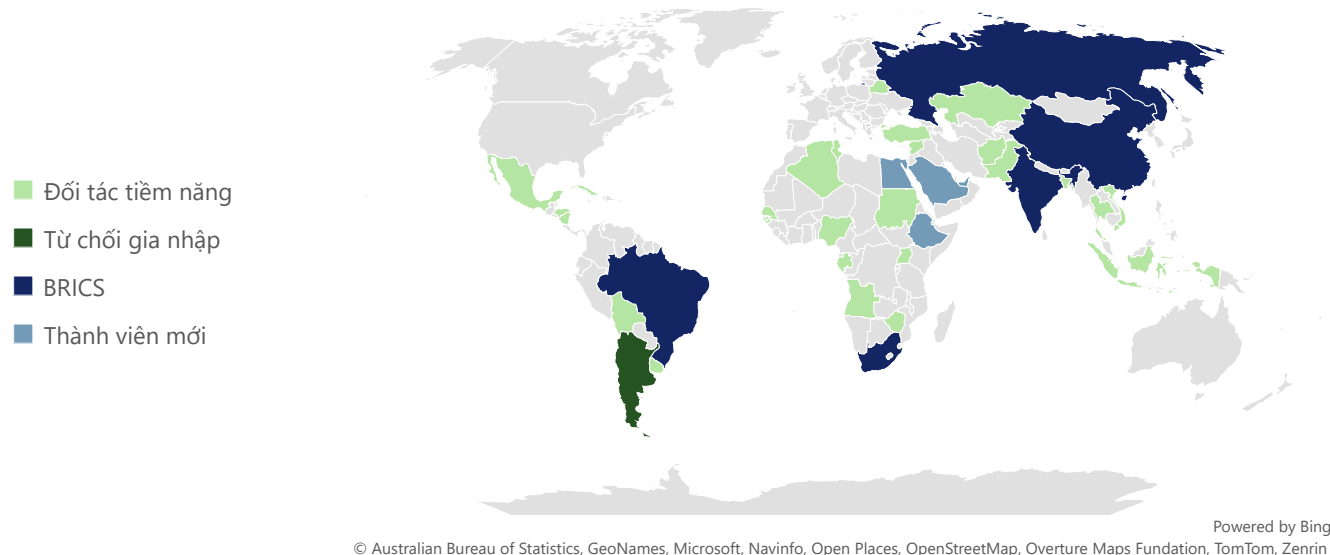 Đối tác tiềm năng
Từ chối gia nhập
BRICS
Thành viên mới
Powered by Bing
© Australian Bureau of Statistics, GeoNames, Microsoft, Navinfo, Open Places, OpenStreetMap, Overture Maps Fundation, TomTom, Zenrin